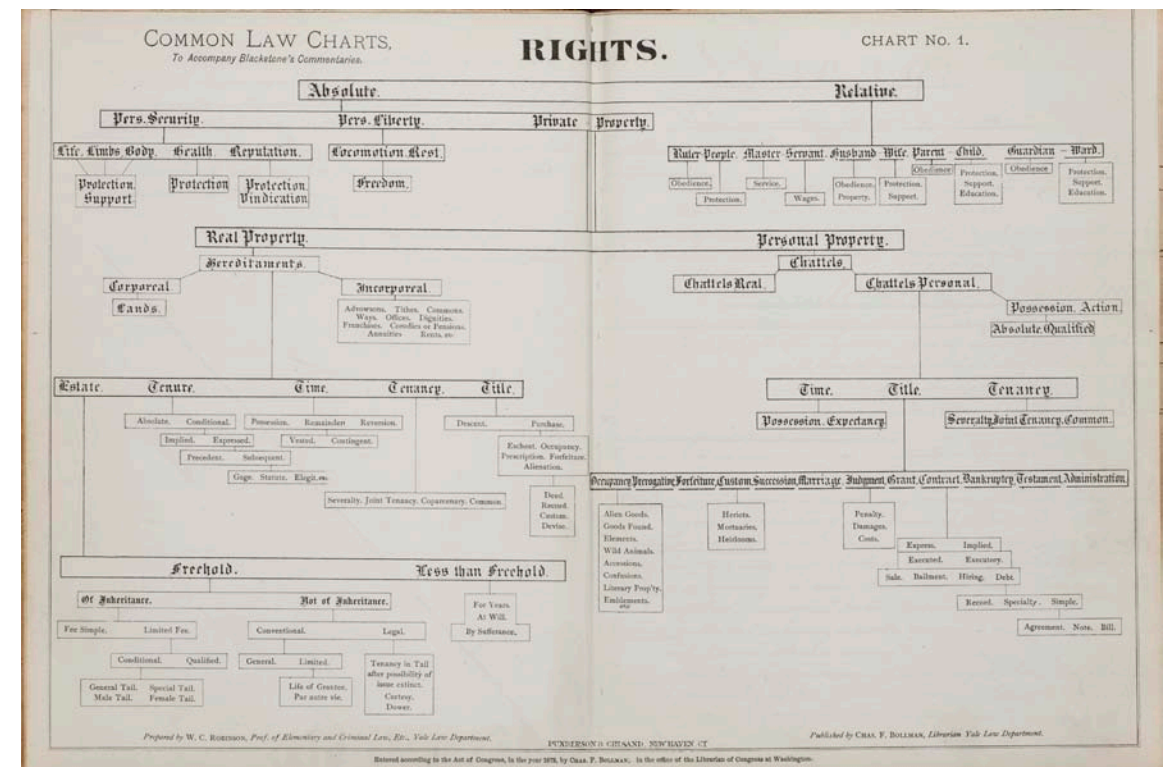 COMMON LAW CHARTS,
To Accompany Blackstone's Commentaries.
RIGHTS.
CHART No. 1.
Absolute. Relative.
Pers. Security. Pers. Liberty. Private Property.
Life, Limbs, Body. Health Reputation. Locomotion, Rest.
Protection, Support
Protection
Protection, Vindication
Freedom.
Ruler-People. Master-Servant. Husband-Wife. Parent-Child. Guardian-Ward.
Obedience,
Protection.
Service.
Wages.
Obedience,
Property.
Protection.
Support.
Obedience
Protection,
Support.
Education.
Obedience
Protection.
Support.
Education.
Real Property. Personal Property.
Hereditaments.
Corporeal Incorporeal
Lands.
Advowsons. Tithes. Commons.
Ways. Offices. Dignities.
Franchises. Corodies or Pensions.
Annuities Rents. etc
Chattels.
Chattels Real. Chattels Personal.
Possession. Action.
Absolute, Qualified
Estate. Tenure. Time. Tenancy. Title.
Absolute. Conditional.
Implied. Expressed.
Precedent. Subsequent.
Gage. Statute. Elegit, etc.
Possession. Remainder. Reversion.
Vested. Contingent.
Severalty. Joint Tenancy. Coparcenary. Common.
Descent. Purchase.
Escheat. Occupancy.
Prescription. Forfeiture.
Alienation.
Deed.
Record.
Custom.
Devise.
Time. Title. Tenancy.
Possession. Expectancy
Severalty, Joint Tenancy, Common.
Occupancy, Prerogative, Forfeiture, Custom, Succession, Marriage, Judgment, Grant, Contract, Bankruptcy, Testament, Administration.
Alien Goods.
Goods Found.
Elements.
Wild Animals.
Accessions.
Confusions.
Literary Prop'ty.
Emblements.
etc
Heriots.
Mortuaries.
Heirlooms.
Penalty.
Damages.
Costs.
Express. Implied.
Executed. Executory.
Sale. Bailment. Hiring. Debt.
Record. Specialty. Simple.
Agreement. Note. Bill.
Freehold. Less than Freehold.
Of Inheritance. Not of Inheritance.
For Years.
At Will.
By Sufferance.
Fee Simple. Limited Fee.
Conditional. Qualified.
General Tail. Special Tail.
Male Tail. Female Tail.
Conventional. Legal.
General. Limited.
Life of Grantor.
Pur autre vie.
Tenancy in Tail
after possibility of
issue extinct.
Curtesy.
Dower.
Prepared by W. C. ROBINSON, Prof. of Elementary and Criminal Law, Etc., Yale Law Department.
Published by CHAS. F. BOLLMAN, Librarian Yale Law Department.
PUNDERSON & CRISAND, NEW HAVEN CT
Entered according to the Act of Congress, in the year 1872, by CHAS. F. BOLLMAN, in the office of the Librarian of Congress at Washington.